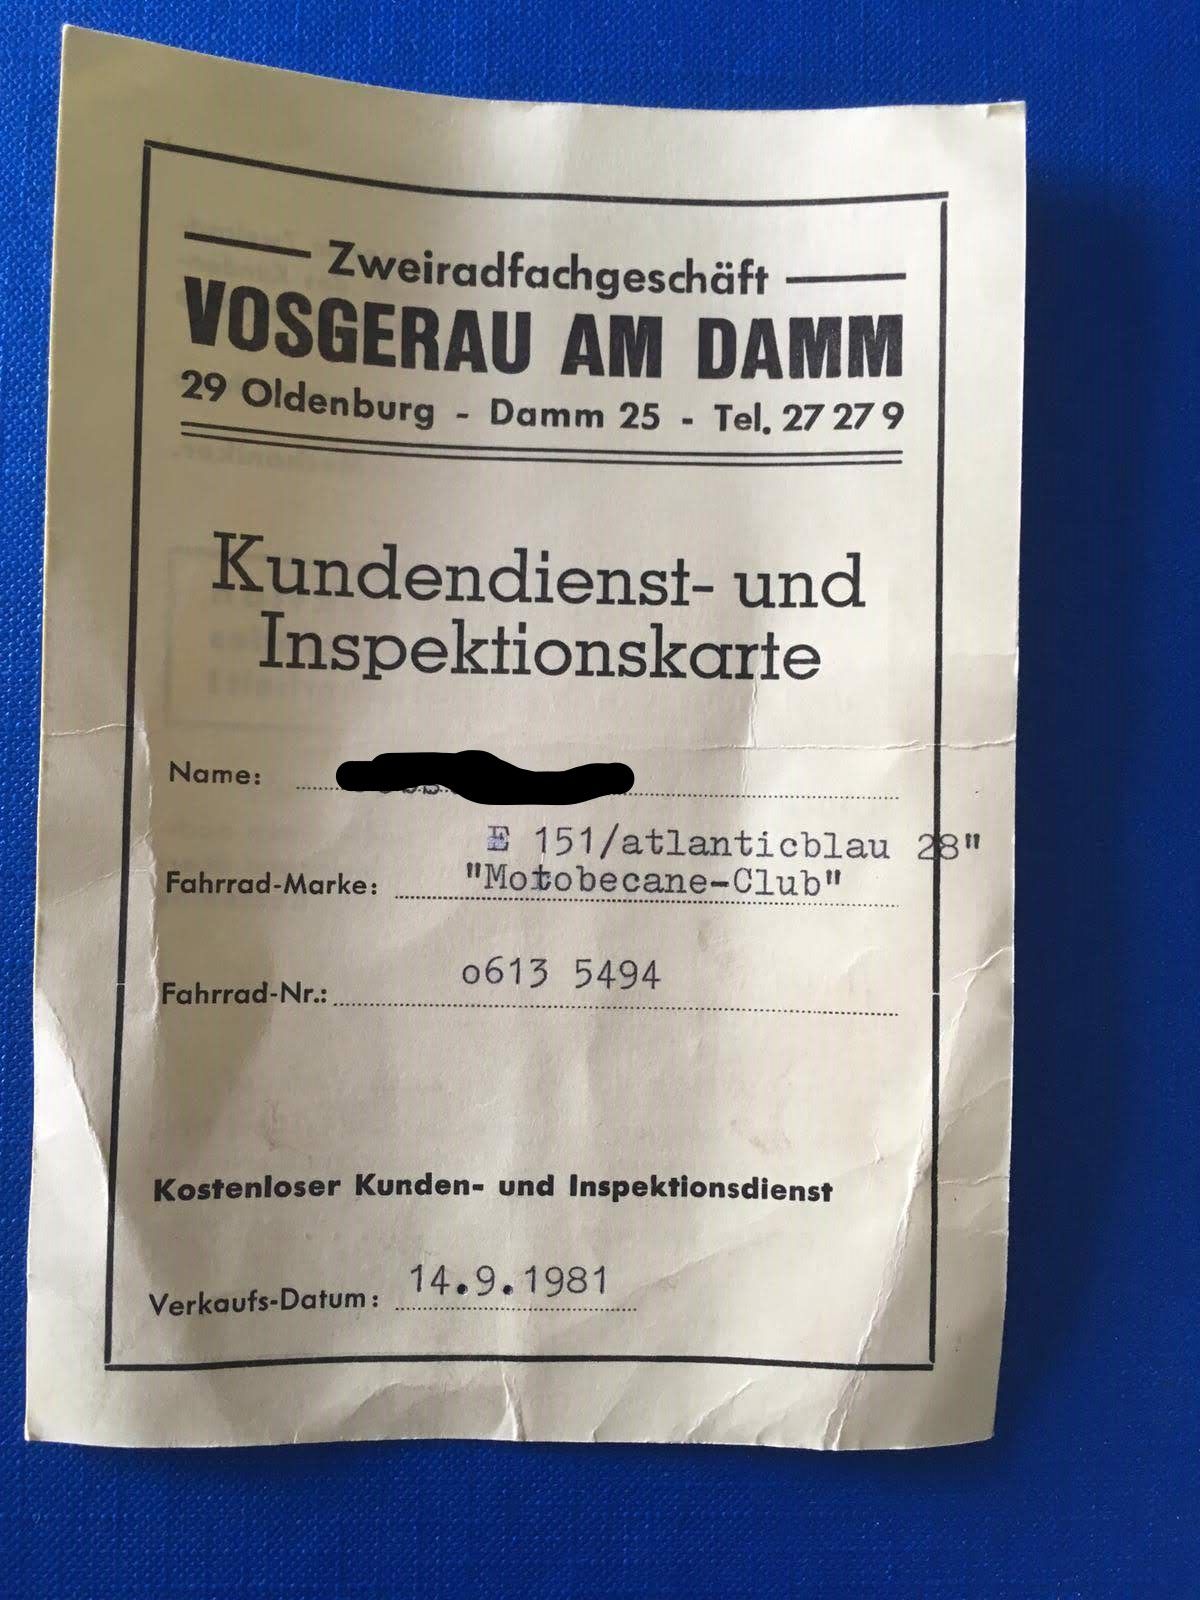 Zweiradfachgeschäft
VOSGERAU AM DAMM
29 Oldenburg - Damm 25 - Tel. 27 27 9
Kundendienst- und
Inspektionskarte
Name:
E 151/atlanticblau 28"
Fahrrad-Marke: "Motobecane-Club"
Fahrrad-Nr.: o613 5494
Kostenloser Kunden- und Inspektionsdienst
Verkaufs-Datum: 14.9.1981